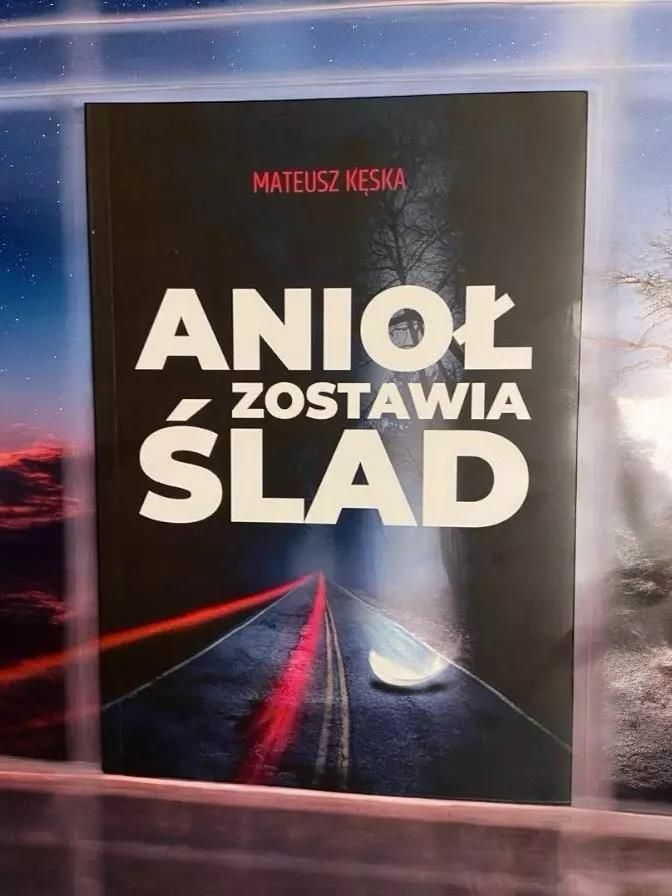 MATEUSZ KĘSKA
ANIOŁ
ZOSTAWIA
ŚLAD